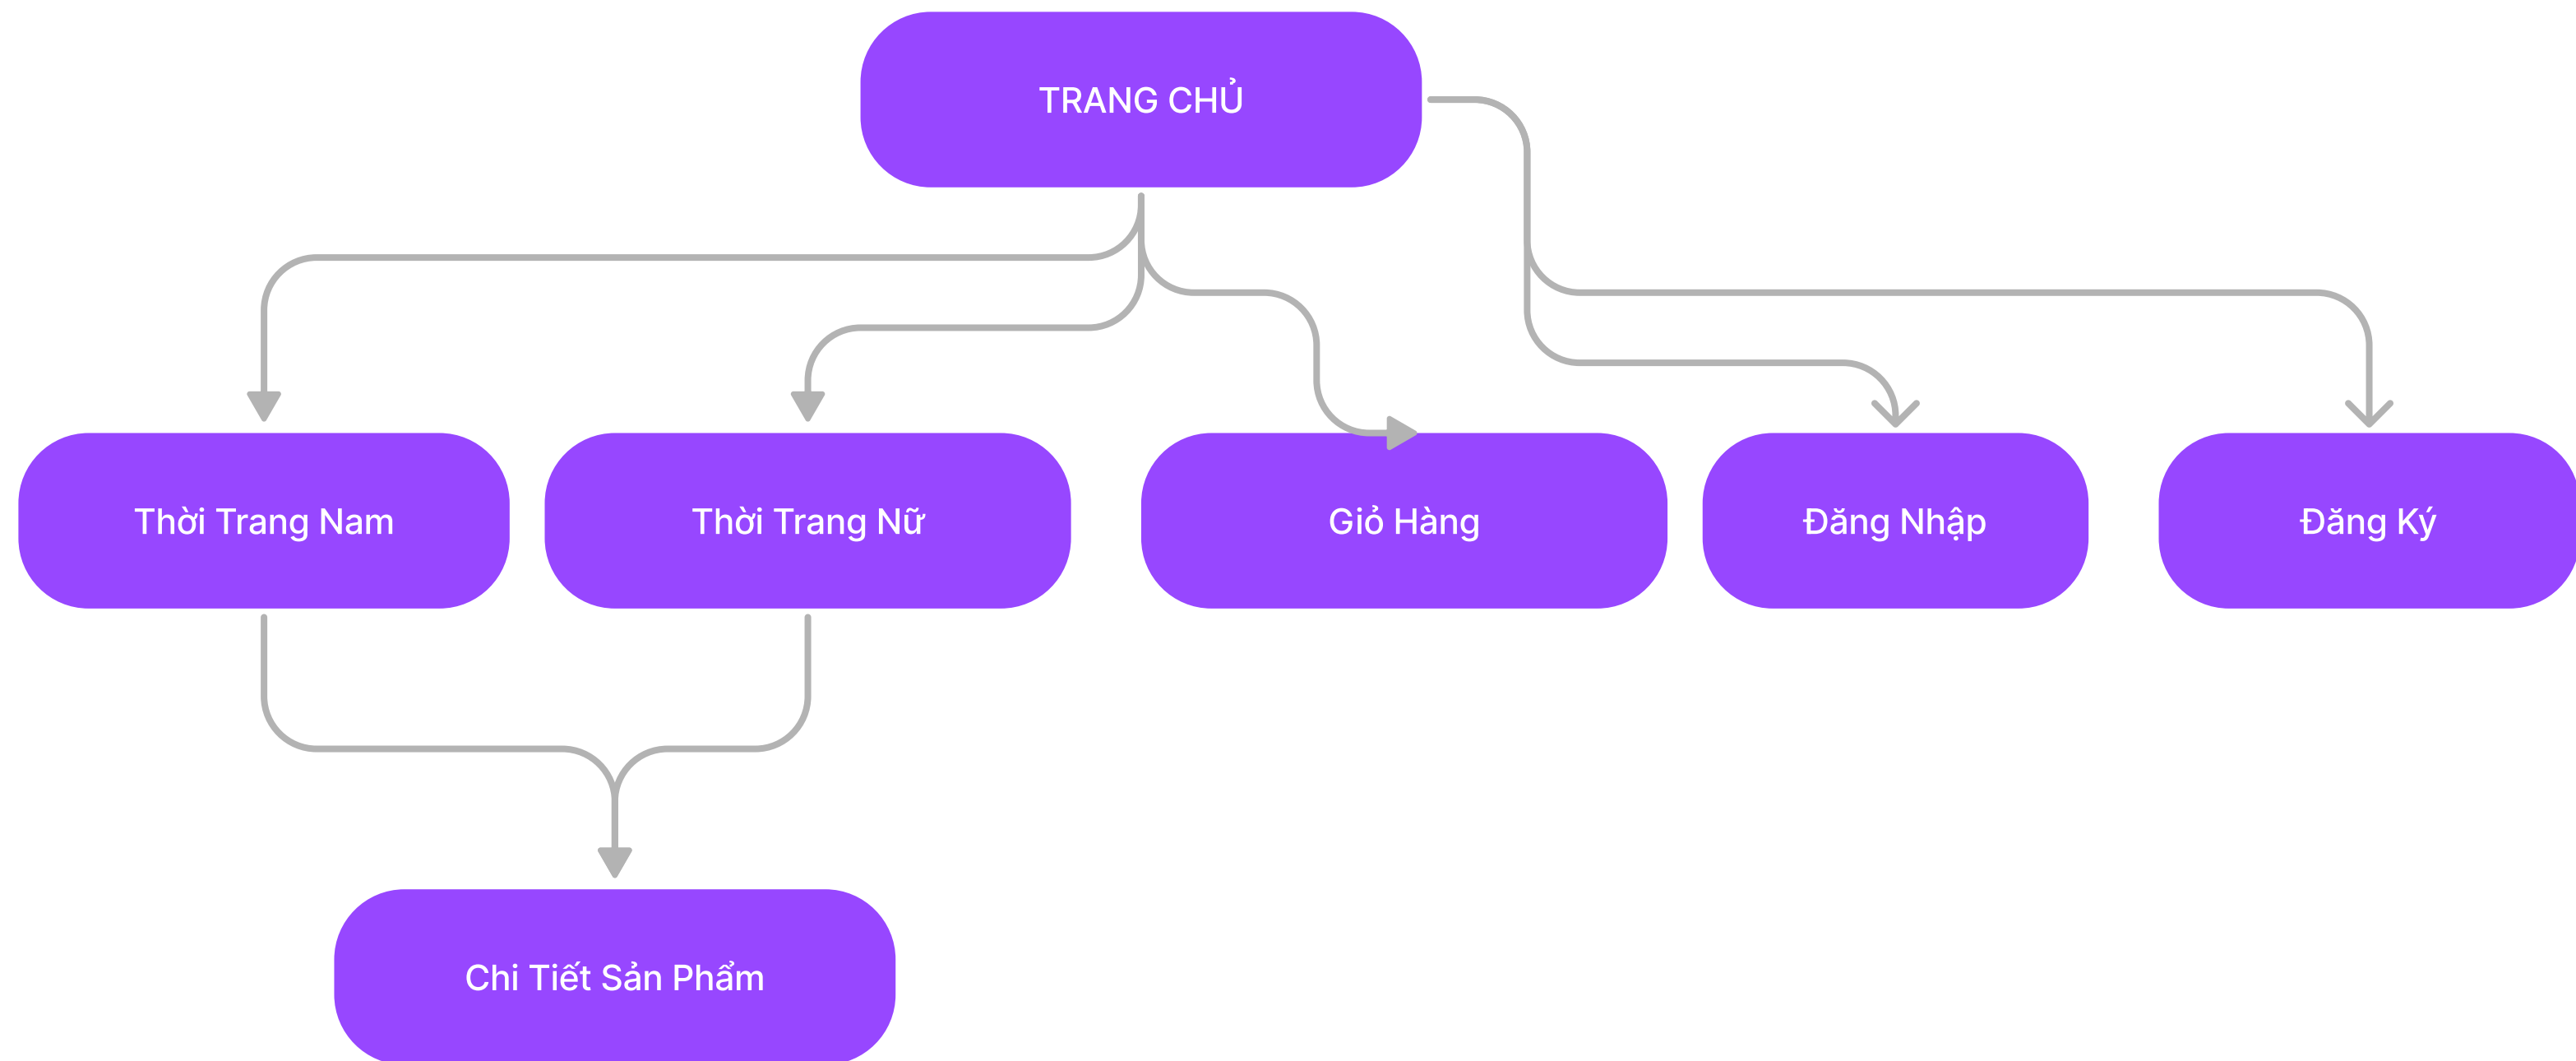 TRANG CHỦ
Thời Trang Nam
Thời Trang Nữ
Giỏ Hàng
Đăng Nhập
Đăng Ký
Chi Tiết Sản Phẩm